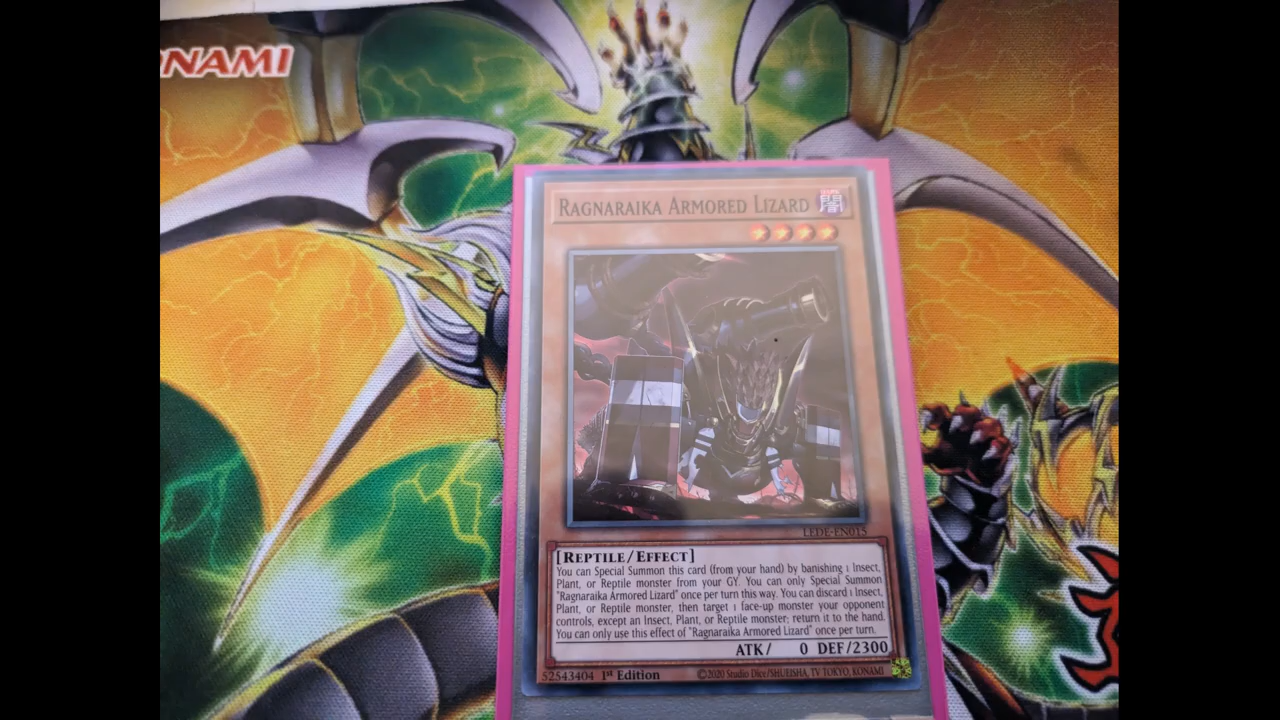 KONAMI
RAGNARAIKA ARMORED LIZARD
LEDE-EN015
[REPTILE/EFFECT]
You can Special Summon this card (from your hand) by banishing 1 Insect,
Plant, or Reptile monster from your GY. You can only Special Summon
"Ragnaraika Armored Lizard" once per turn this way. You can discard 1 Insect,
Plant, or Reptile monster, then target 1 face-up monster your opponent
controls, except an Insect, Plant, or Reptile monster; return it to the hand.
You can only use this effect of "Ragnaraika Armored Lizard" once per turn.
ATK/ 0 DEF/2300
52543404 1st Edition ©2020 Studio Dice/SHUEISHA, TV TOKYO, KONAMI